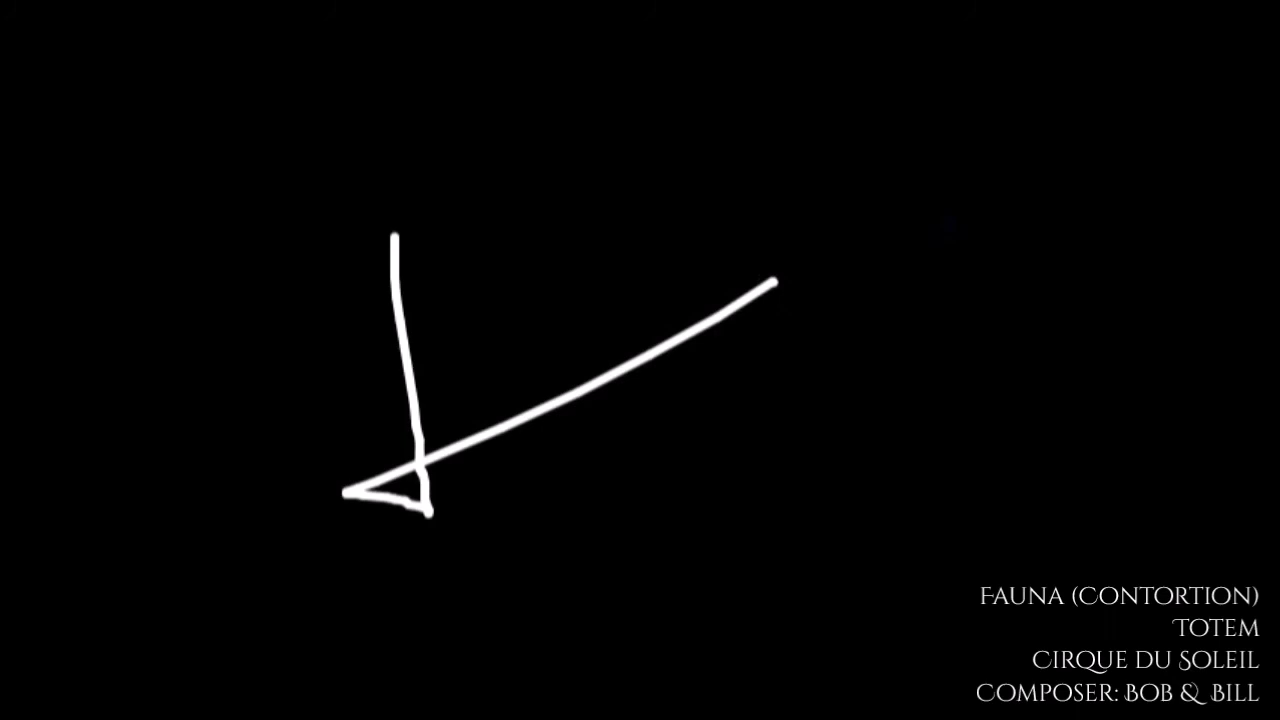 Fauna (Contortion)
Totem
Cirque du Soleil
Composer: Bob & Bill